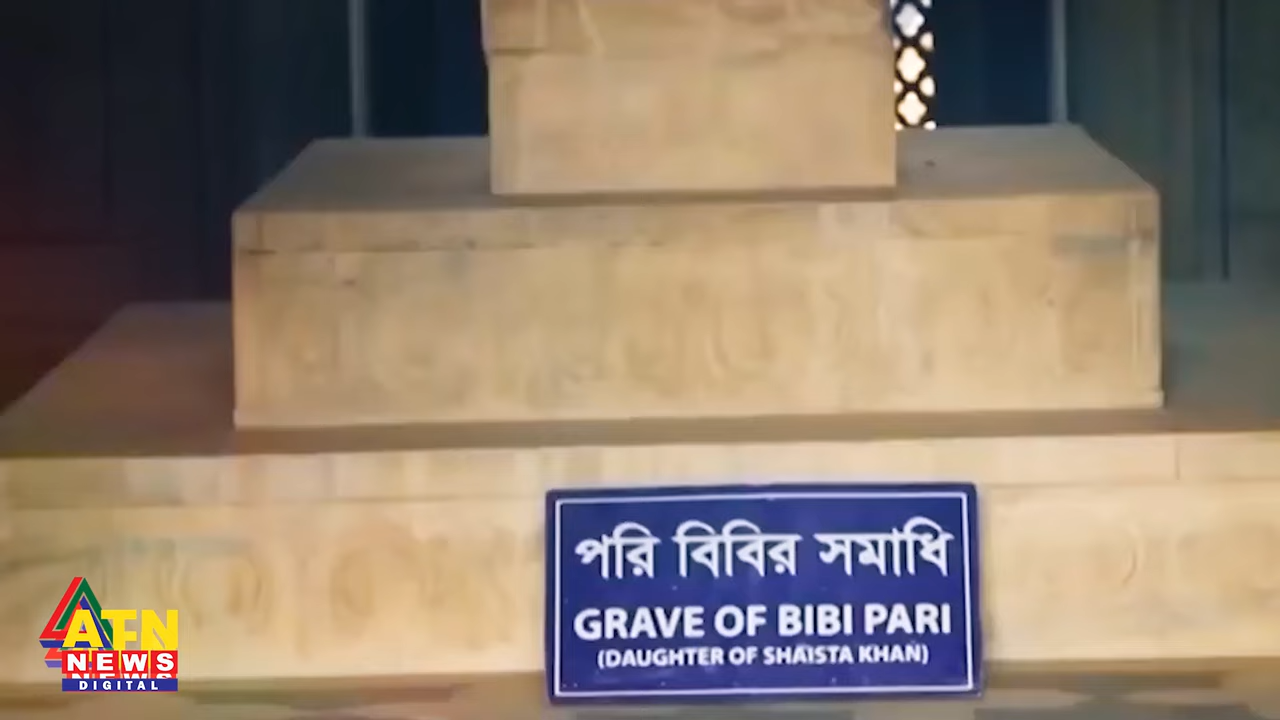 পরি বিবির সমাধি
GRAVE OF BIBI PARI
(DAUGHTER OF SHAISTA KHAN)
ATN
NEWS
DIGITAL